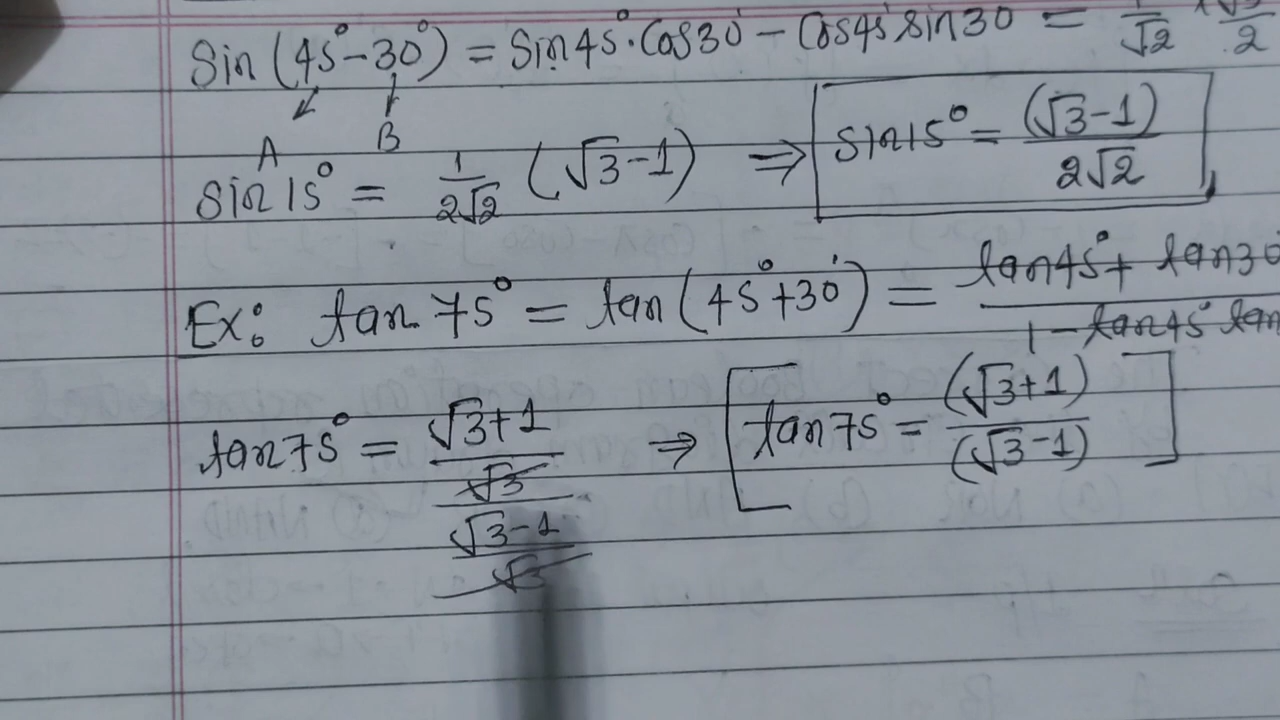 Sin (45° - 30°) = Sin45°. Cos30° - Cos45° sin30 = 1/√2 × √3/2
A B
Sin15° = 1/2√2 (√3-1) ⇒ Sin15° = (√3-1)/2√2
Ex: tan 75° = tan (45°+30°) = tan45° + tan30 / 1 - tan45° tan
tan75° = √3+1/√3 / √3-1/√3 ⇒ [tan75° = (√3+1)/(√3-1)]